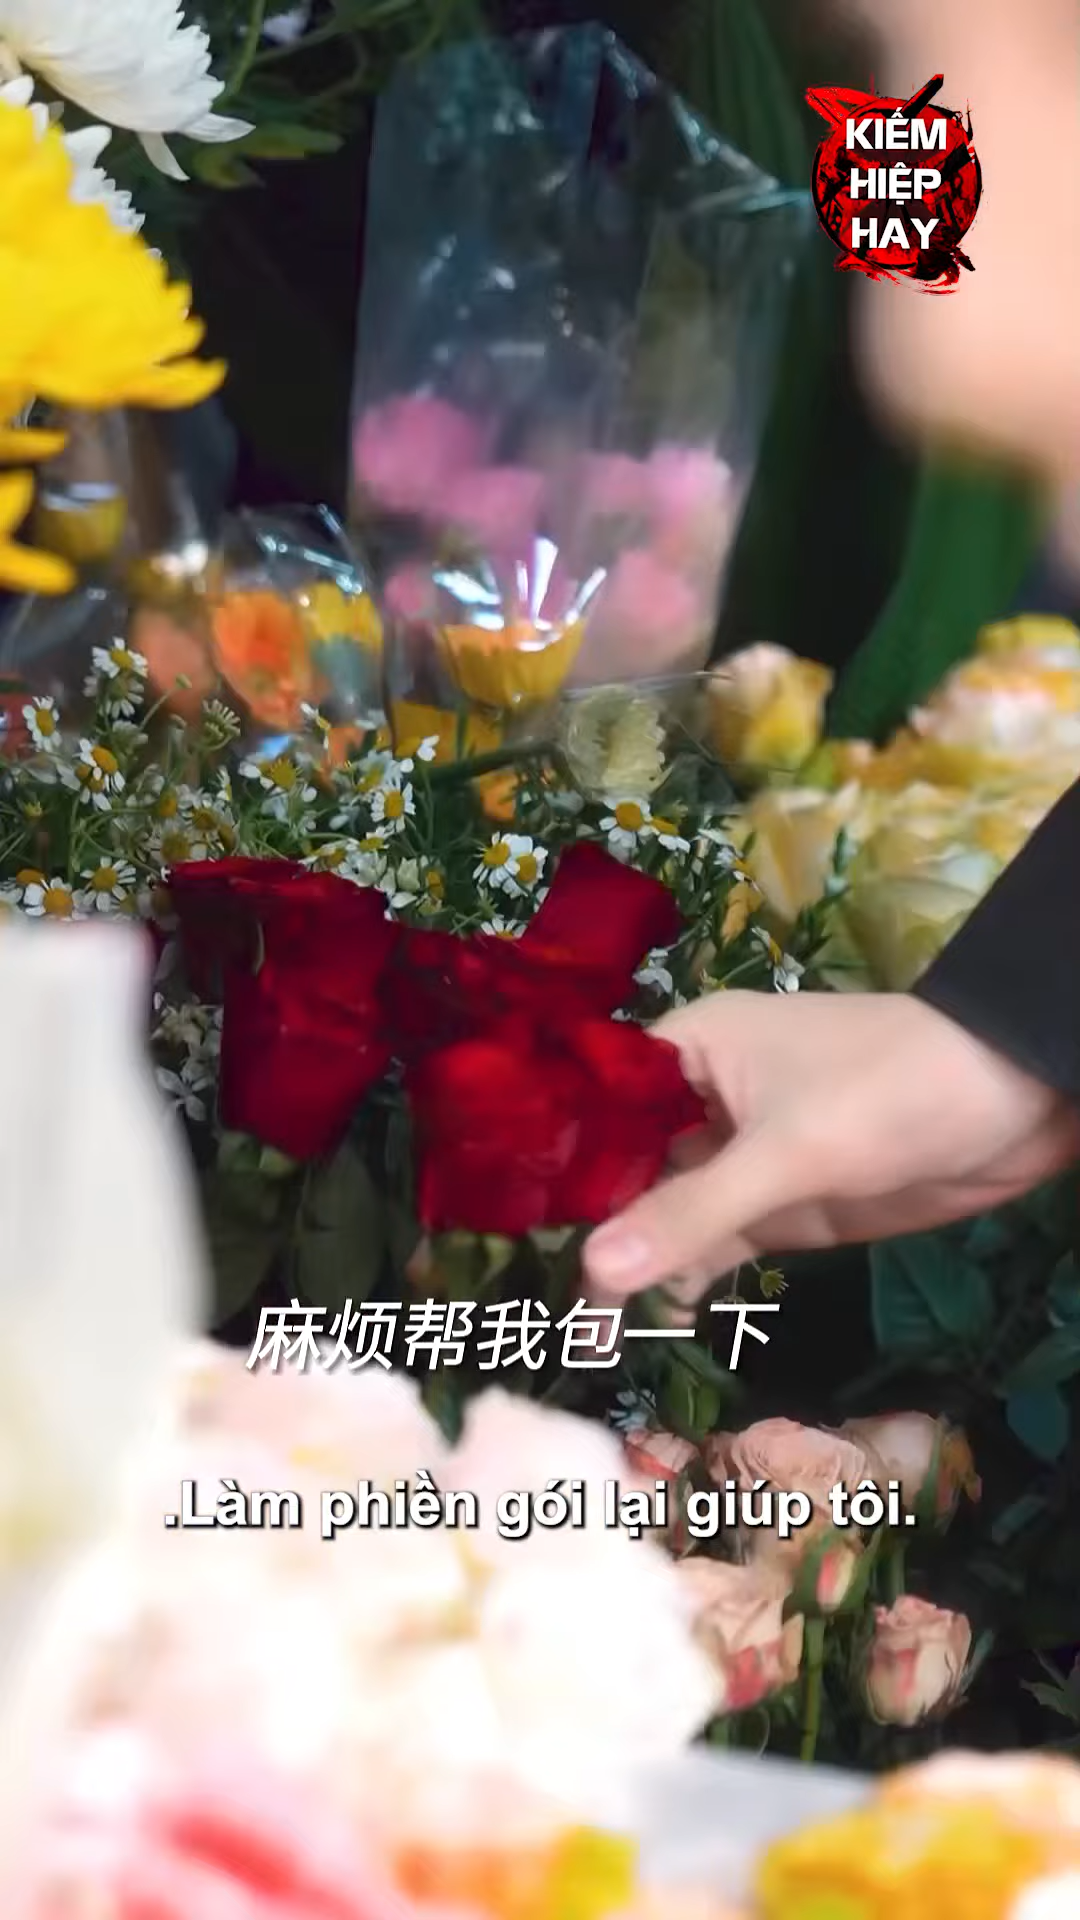 KIẾM
HIỆP
HAY
麻烦帮我包一下
.Làm phiền gói lại giúp tôi.